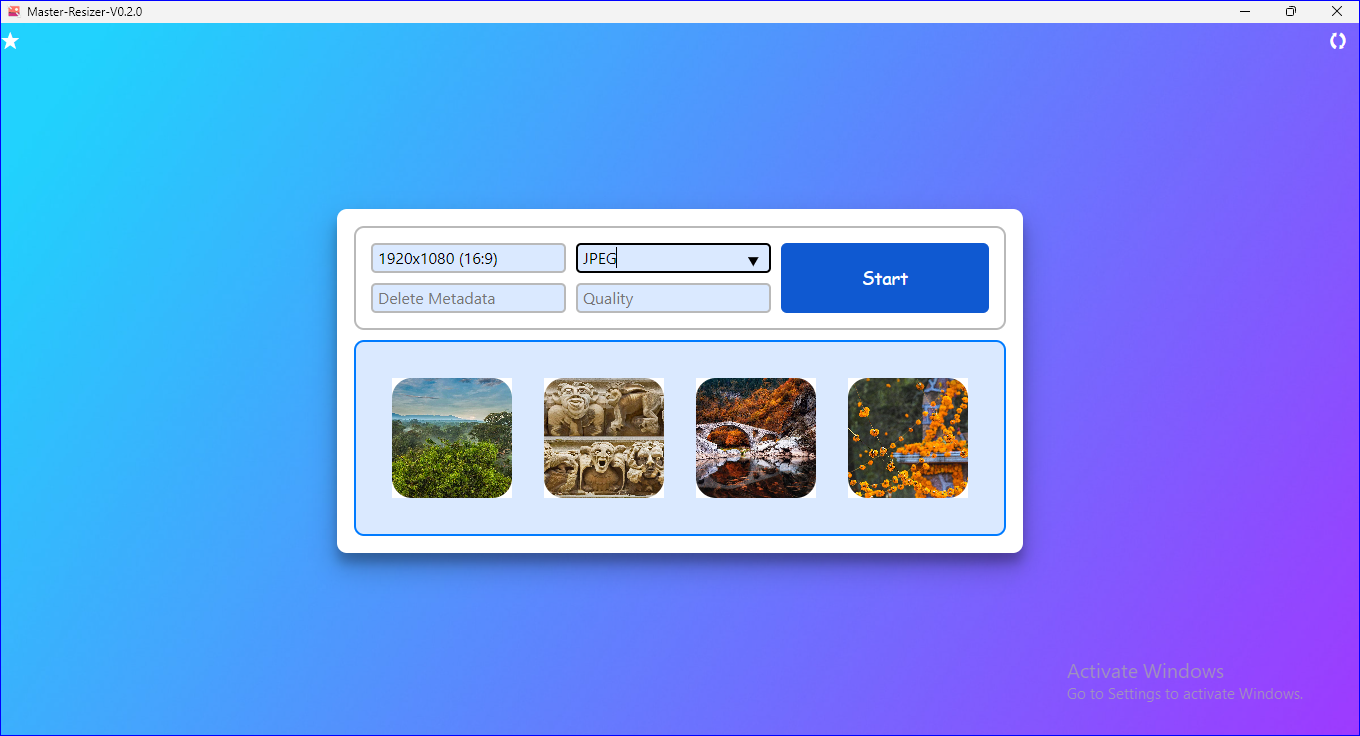 Master-Resizer-V0.2.0
1920x1080 (16:9)
JPEG
Start
Delete Metadata
Quality
Activate Windows
Go to Settings to activate Windows.